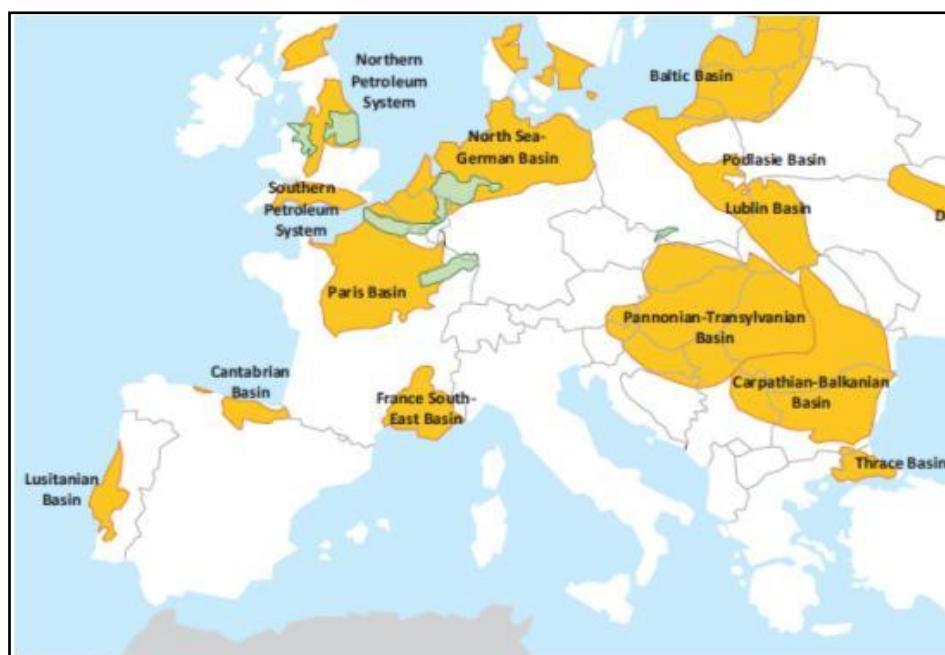 Northern
Petroleum
System
Baltic Basin
North Sea-
German Basin
Podlasie Basin
Southern
Petroleum
System
Lublin Basin
D
Paris Basin
Pannonian-Transylvanian
Basin
Cantabrian
Basin
France South-
East Basin
Carpathian-Balkanian
Basin
Lusitanian
Basin
Thrace Basin